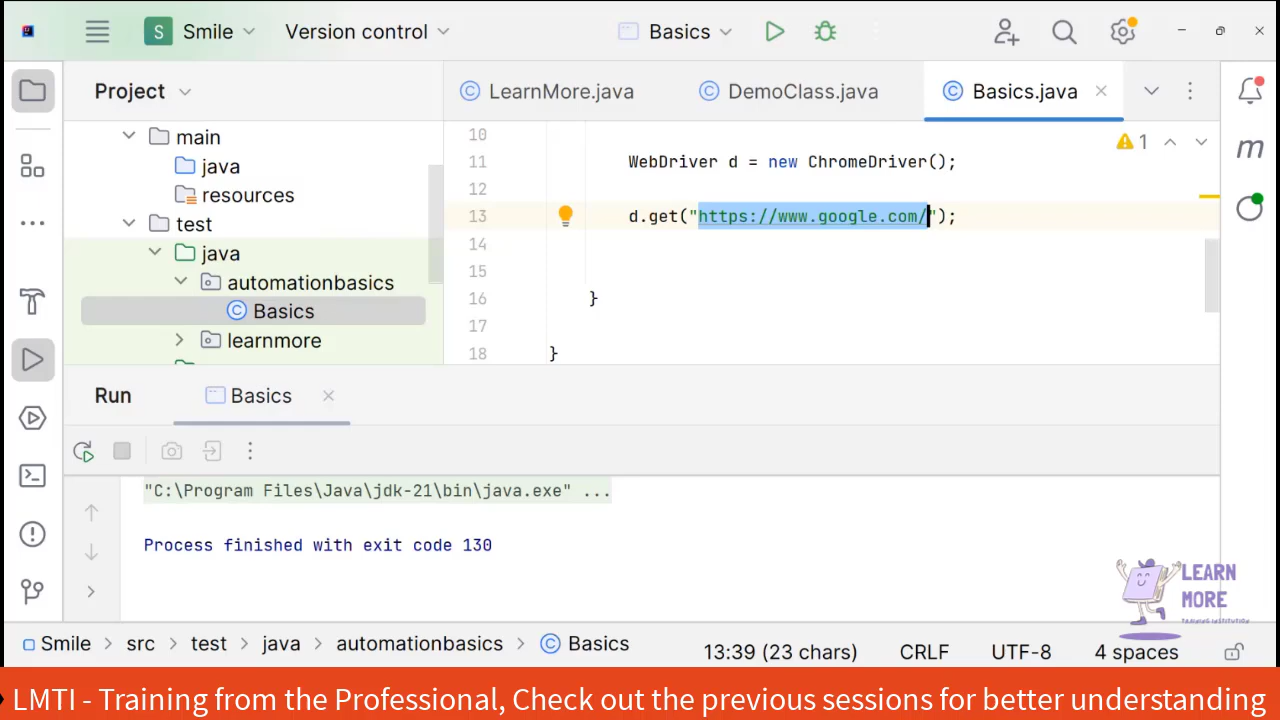 S Smile Version control Basics
Project LearnMore.java DemoClass.java Basics.java
main
java
resources
test
java
automationbasics
Basics
learnmore
10
11 WebDriver d = new ChromeDriver();
12
13 d.get("https://www.google.com/");
14
15
16 }
17
18 }
1
m
Run Basics
"C:\Program Files\Java\jdk-21\bin\java.exe" ...
Process finished with exit code 130
LEARN
MORE
TRAINING INSTITUTION
Smile > src > test > java > automationbasics > Basics 13:39 (23 chars) CRLF UTF-8 4 spaces
LMTI - Training from the Professional, Check out the previous sessions for better understanding